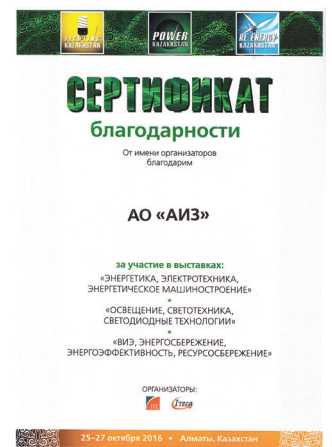 POWER
KAZAKHSTAN
RE ENERGY
KAZAKHSTAN
СЕРТИФИКАТ
благодарности
От имени организаторов
благодарим
АО «АИЗ»
за участие в выставках:
«ЭНЕРГЕТИКА, ЭЛЕКТРОТЕХНИКА,
ЭНЕРГЕТИЧЕСКОЕ МАШИНОСТРОЕНИЕ»
•
«ОСВЕЩЕНИЕ, СВЕТОТЕХНИКА,
СВЕТОДИОДНЫЕ ТЕХНОЛОГИИ»
•
«ВИЭ, ЭНЕРГОСБЕРЕЖЕНИЕ,
ЭНЕРГОЭФФЕКТИВНОСТЬ, РЕСУРСОСБЕРЕЖЕНИЕ»
ОРГАНИЗАТОРЫ:
iTECA
25–27 октября 2016 • Алматы, Казахстан